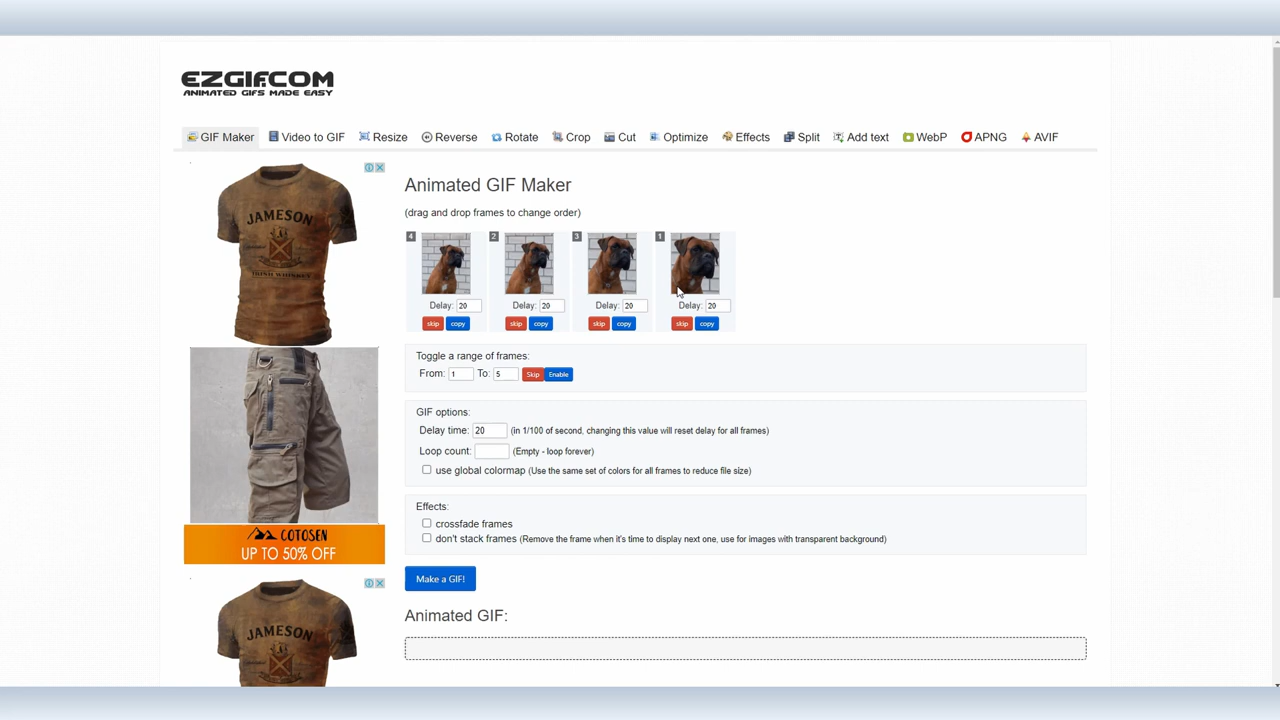 EZGIF.COM
ANIMATED GIFS MADE EASY
GIF Maker Video to GIF Resize Reverse Rotate Crop Cut Optimize Effects Split Add text WebP APNG AVIF
JAMESON
Animated GIF Maker
(drag and drop frames to change order)
4 2 3 1
Delay: 20 Delay: 20 Delay: 20 Delay: 20
skip copy skip copy skip copy skip copy
Toggle a range of frames:
From: 1 To: 5 Skip Enable
GIF options:
Delay time: 20 (in 1/100 of second, changing this value will reset delay for all frames)
Loop count: (Empty - loop forever)
use global colormap (Use the same set of colors for all frames to reduce file size)
Effects:
crossfade frames
don't stack frames (Remove the frame when it's time to display next one, use for images with transparent background)
COTOSEN
UP TO 50% OFF
Make a GIF!
Animated GIF:
JAMESON